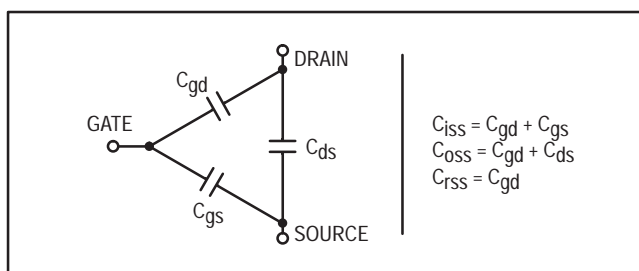 DRAIN
Cgd
GATE
Cds
Cgs
SOURCE
Ciss = Cgd + Cgs
Coss = Cgd + Cds
Crss = Cgd